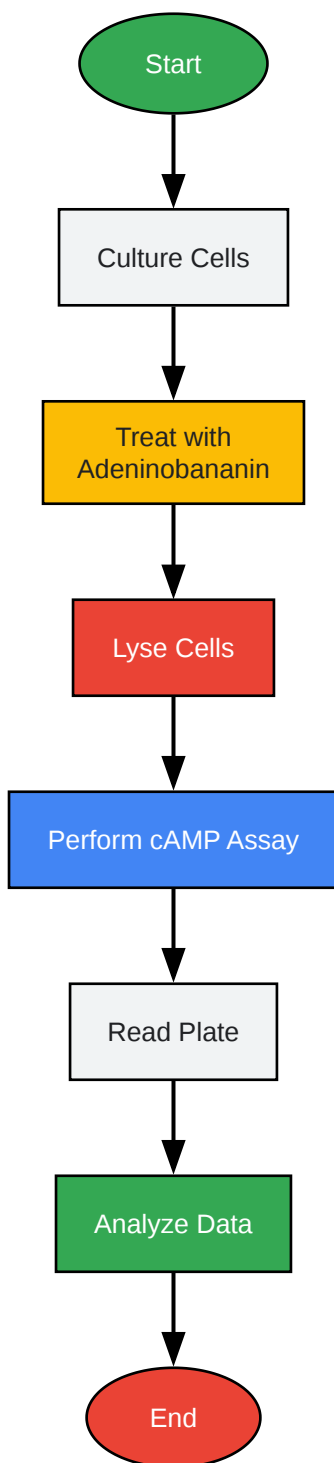 Start
Culture Cells
Treat with
Adeninobananin
Lyse Cells
Perform cAMP Assay
Read Plate
Analyze Data
End